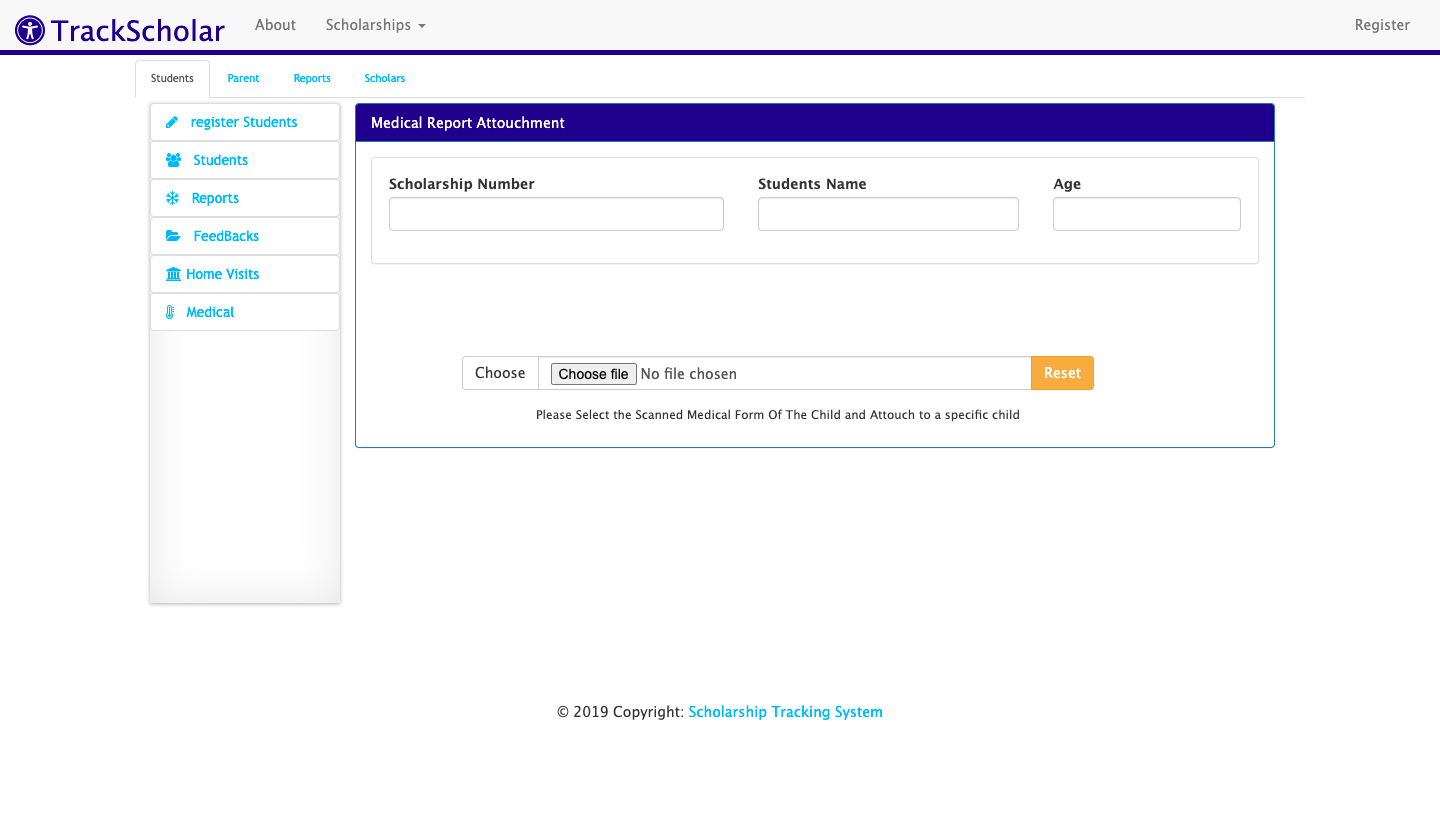 TrackScholar About Scholarships Register
Students Parent Reports Scholars
register Students
Students
Reports
FeedBacks
Home Visits
Medical
Medical Report Attouchment
Scholarship Number Students Name Age
Choose Choose file No file chosen Reset
Please Select the Scanned Medical Form Of The Child and Attouch to a specific child
© 2019 Copyright: Scholarship Tracking System